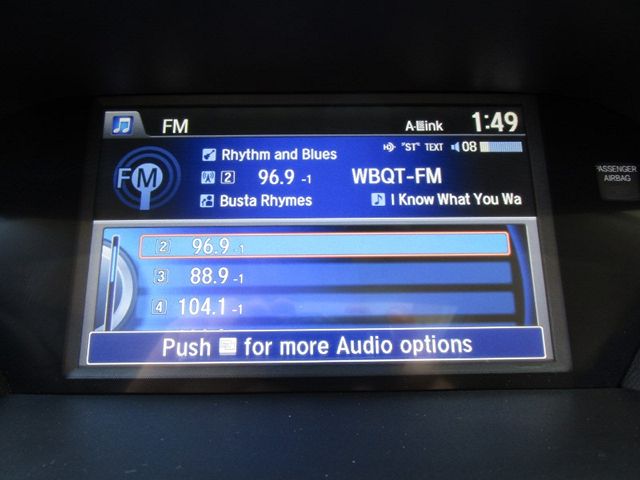 FM A-Link 1:49
Rhythm and Blues HD "ST" TEXT 08
FM 2 96.9 -1 WBQT-FM
Busta Rhymes I Know What You Wa
2 96.9 -1
3 88.9 -1
4 104.1 -1
Push for more Audio options
PASSENGER
AIRBAG